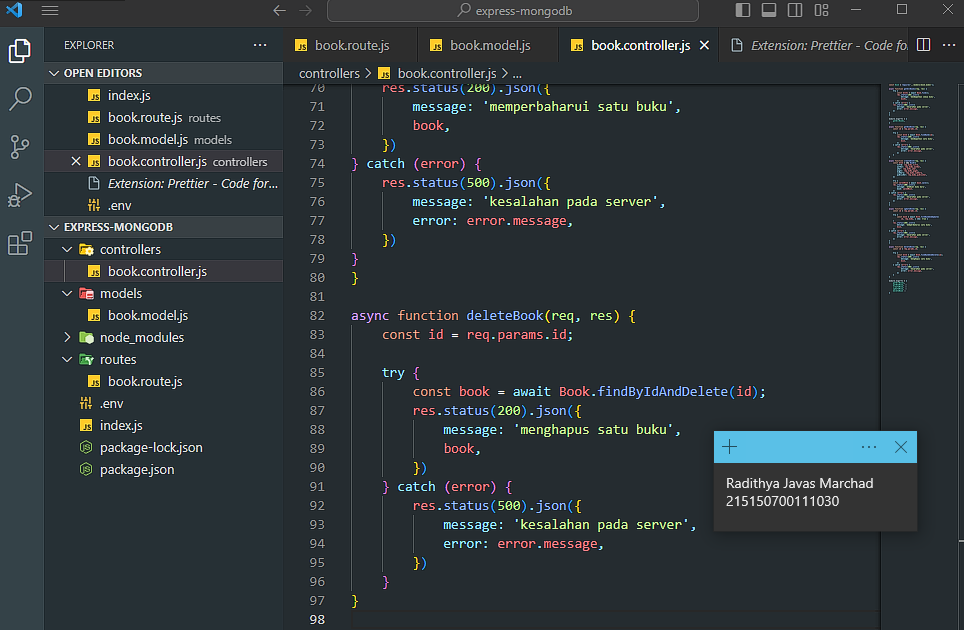 express-mongodb
EXPLORER
OPEN EDITORS
JS index.js
JS book.route.js routes
JS book.model.js models
JS book.controller.js controllers
Extension: Prettier - Code for...
.env
EXPRESS-MONGODB
controllers
JS book.controller.js
models
JS book.model.js
node_modules
routes
JS book.route.js
.env
JS index.js
package-lock.json
package.json
JS book.route.js
JS book.model.js
JS book.controller.js
Extension: Prettier - Code fo
controllers > JS book.controller.js > ...
70 res.status(200).json({
71 message: 'memperbaharui satu buku',
72 book,
73 })
74 } catch (error) {
75 res.status(500).json({
76 message: 'kesalahan pada server',
77 error: error.message,
78 })
79 }
80 }
81
82 async function deleteBook(req, res) {
83 const id = req.params.id;
84
85 try {
86 const book = await Book.findByIdAndDelete(id);
87 res.status(200).json({
88 message: 'menghapus satu buku',
89 book,
90 })
91 } catch (error) {
92 res.status(500).json({
93 message: 'kesalahan pada server',
94 error: error.message,
95 })
96 }
97 }
98
Radithya Javas Marchad
215150700111030